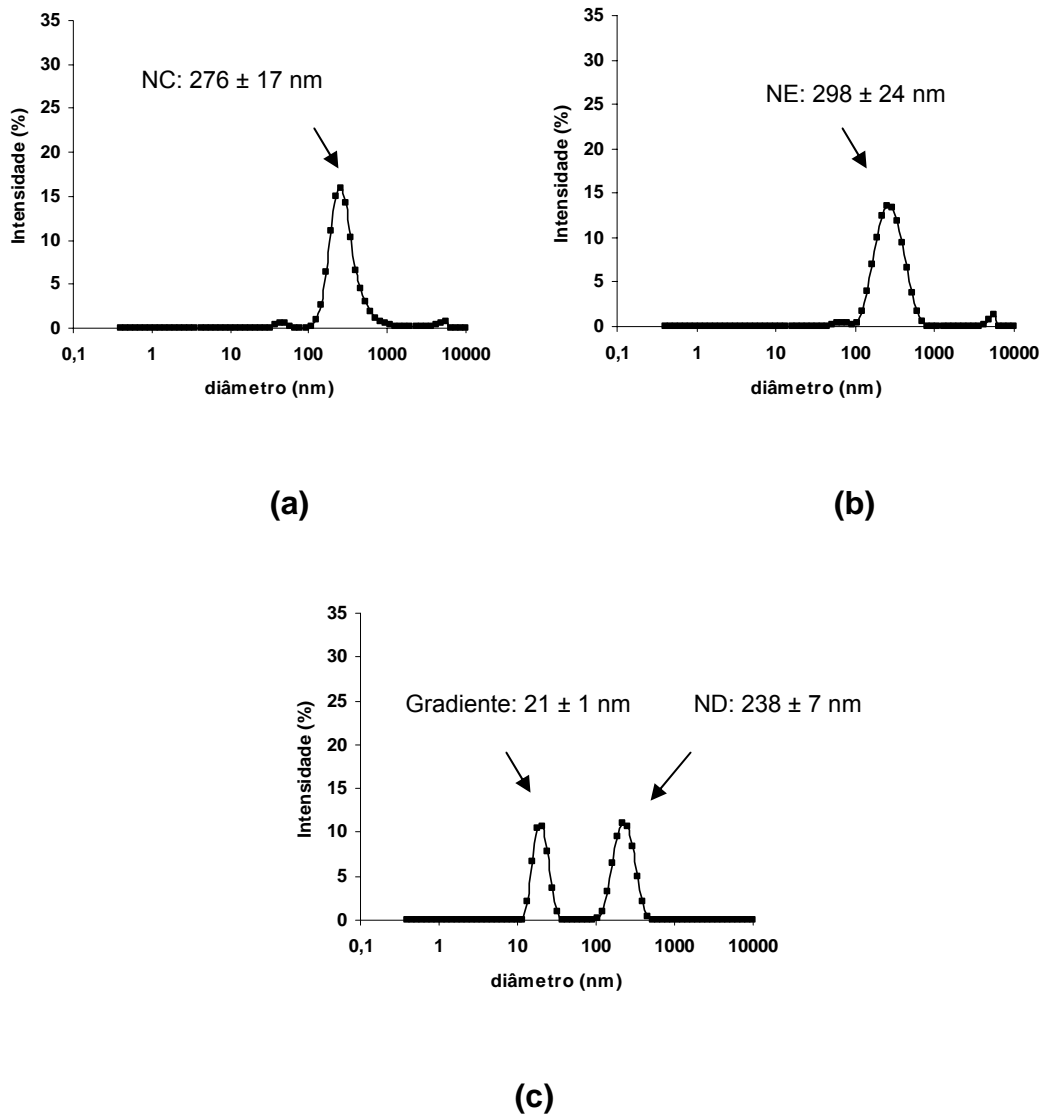 35
30
25
20
15
10
5
0
Intensidade (%)
NC: 276 ± 17 nm
0,1 1 10 100 1000 10000
diâmetro (nm)
(a)
35
30
25
20
15
10
5
0
Intensidade (%)
NE: 298 ± 24 nm
0,1 1 10 100 1000 10000
diâmetro (nm)
(b)
35
30
25
20
15
10
5
0
Intensidade (%)
Gradiente: 21 ± 1 nm ND: 238 ± 7 nm
0,1 1 10 100 1000 10000
diâmetro (nm)
(c)